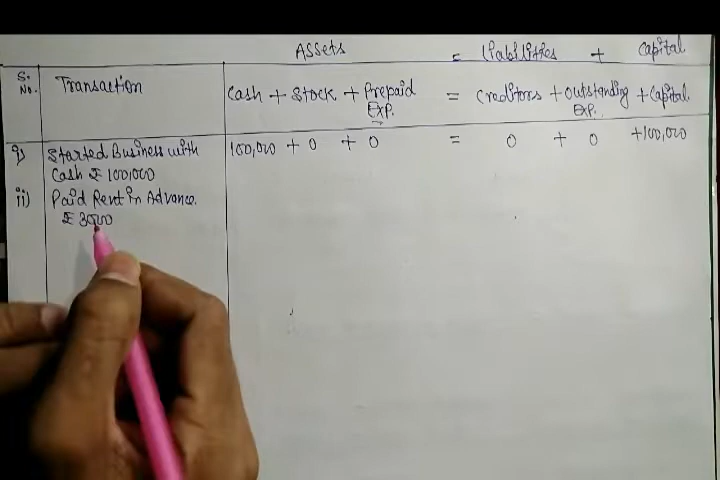 Assets = Liabilities + Capital
S. No. Transaction Cash + Stock + Prepaid Exp. = Creditors + Outstanding Exp. + Capital
i) Started Business with 100,000 + 0 + 0 = 0 + 0 +100,000
Cash ₹ 100,000
ii) Paid Rent in Advance.
₹ 3000